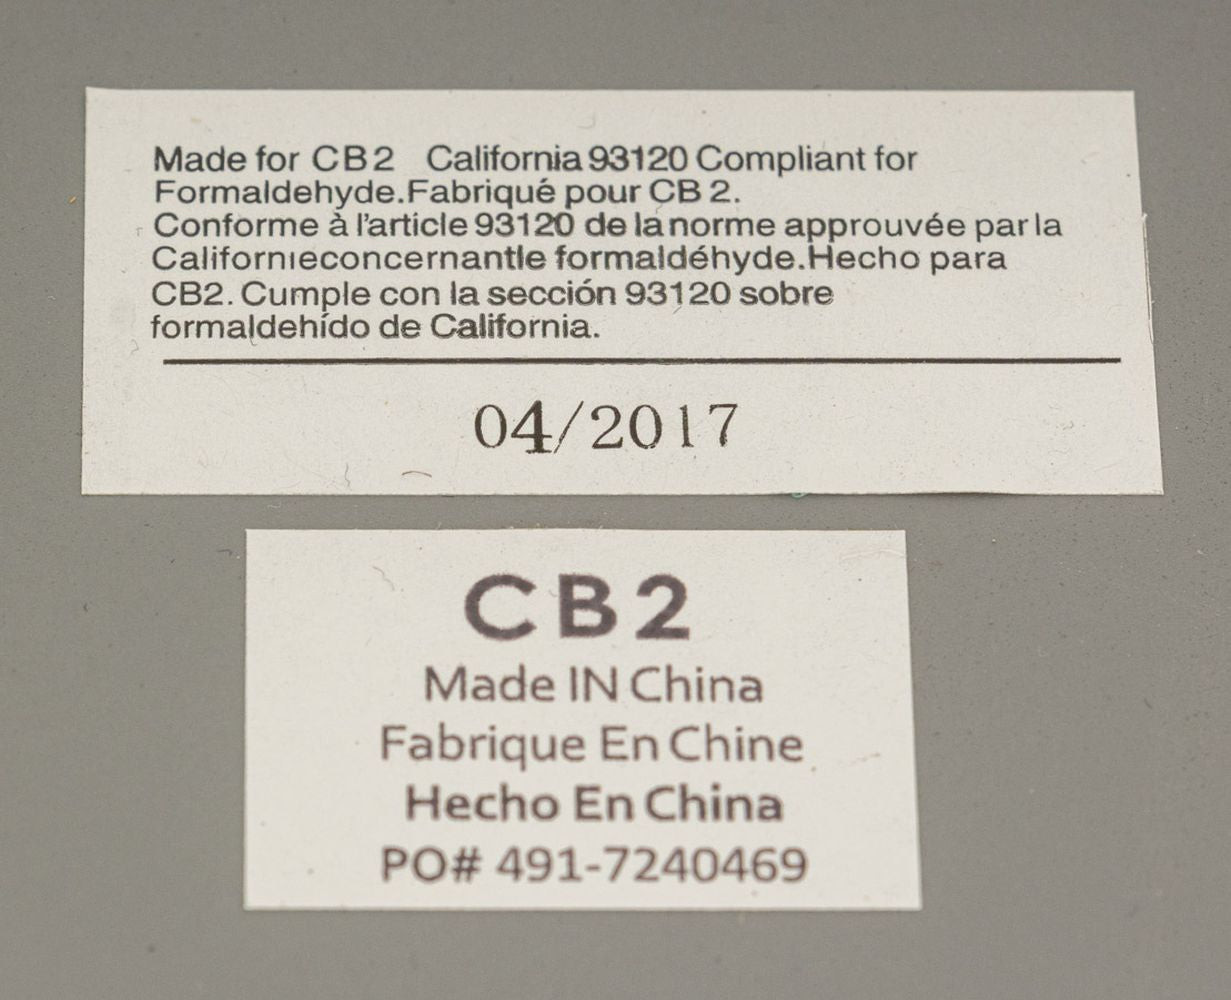 Made for CB2 California 93120 Compliant for
Formaldehyde.Fabriqué pour CB 2.
Conforme à l'article 93120 de la norme approuvée par la
Californieconcernantle formaldéhyde.Hecho para
CB2. Cumple con la sección 93120 sobre
formaldehído de California.
04/2017
CB2
Made IN China
Fabrique En Chine
Hecho En China
PO# 491-7240469